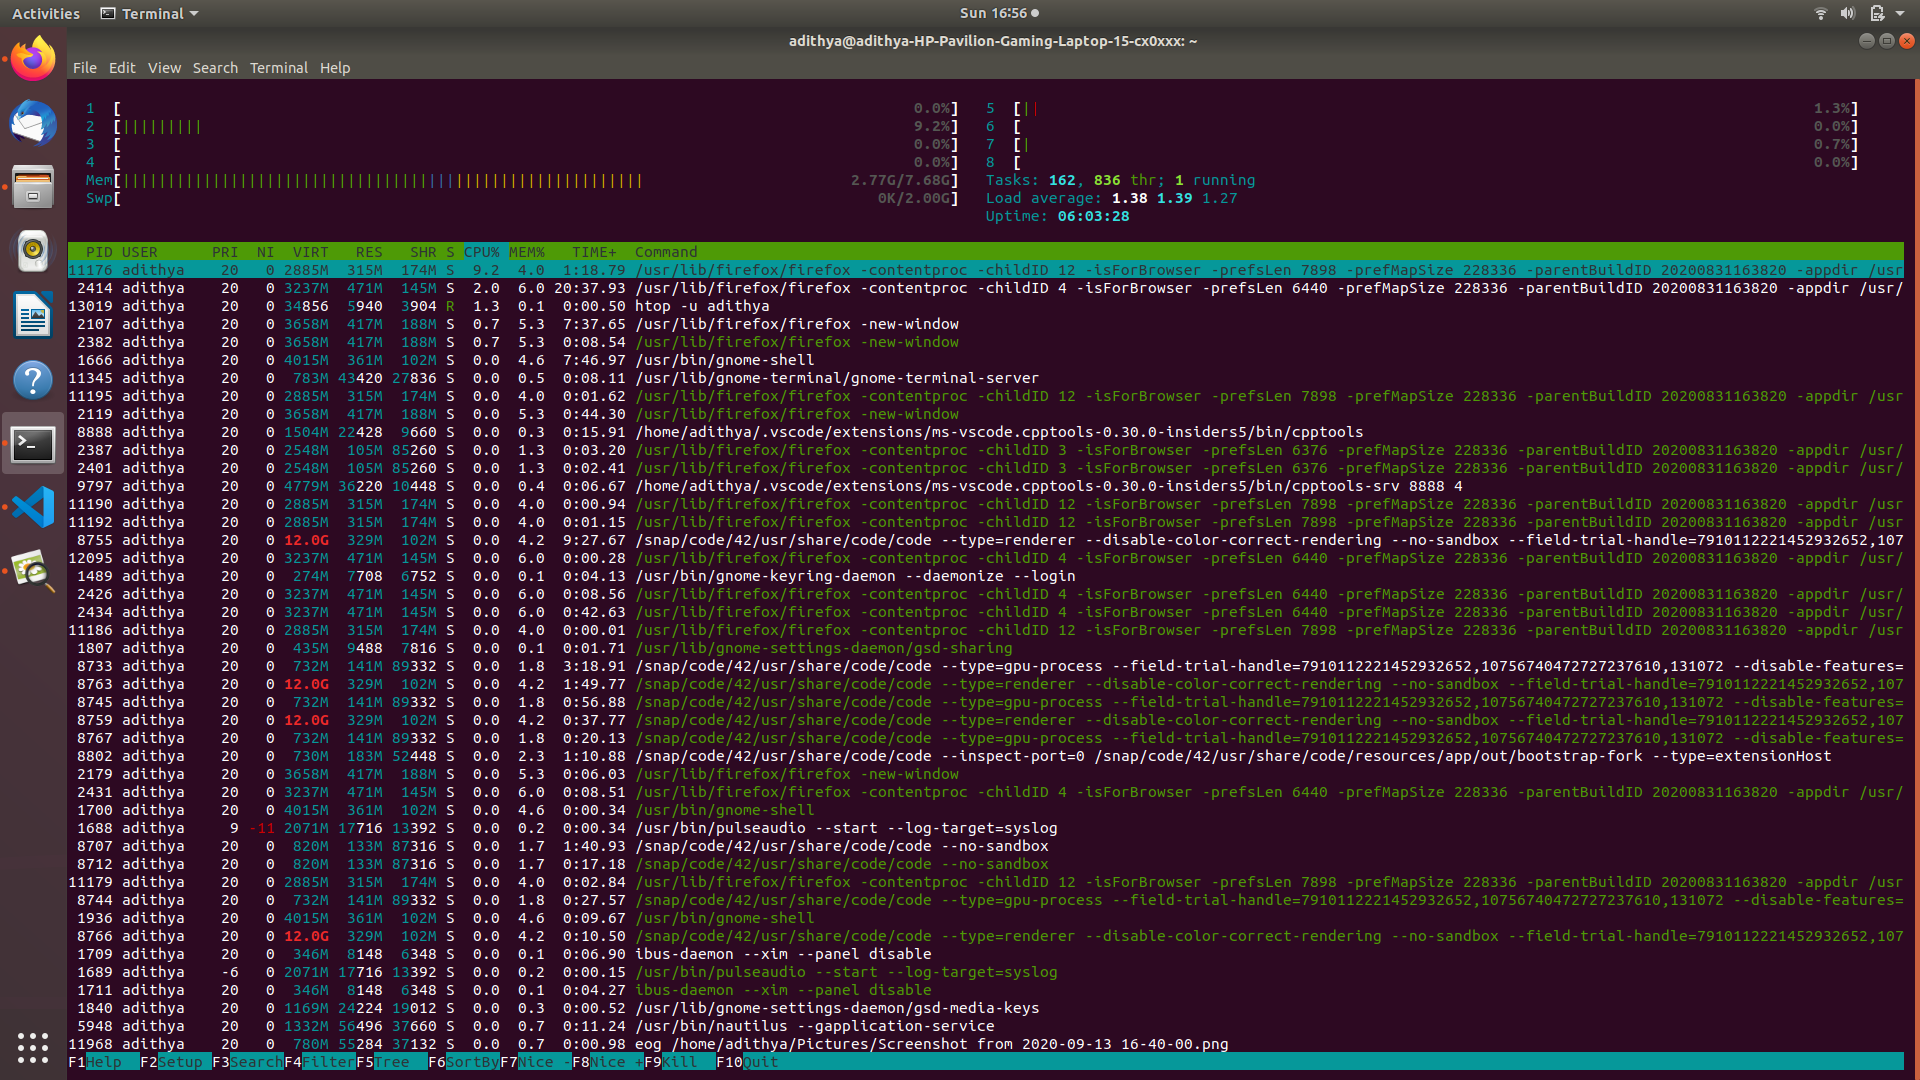 Activities Terminal Sun 16:56
adithya@adithya-HP-Pavilion-Gaming-Laptop-15-cx0xxx: ~
File Edit View Search Terminal Help
1 [ 0.0%] 5 [|| 1.3%]
2 [||||||||| 9.2%] 6 [ 0.0%]
3 [ 0.0%] 7 [| 0.7%]
4 [ 0.0%] 8 [ 0.0%]
Mem[|||||||||||||||||||||||||||||||||||||||||||||||||||||||||| 2.77G/7.68G] Tasks: 162, 836 thr; 1 running
Swp[ 0K/2.00G] Load average: 1.38 1.39 1.27
Uptime: 06:03:28
PID USER PRI NI VIRT RES SHR S CPU% MEM% TIME+ Command
11176 adithya 20 0 2885M 315M 174M S 9.2 4.0 1:18.79 /usr/lib/firefox/firefox -contentproc -childID 12 -isForBrowser -prefsLen 7898 -prefMapSize 228336 -parentBuildID 20200831163820 -appdir /usr
2414 adithya 20 0 3237M 471M 145M S 2.0 6.0 20:37.93 /usr/lib/firefox/firefox -contentproc -childID 4 -isForBrowser -prefsLen 6440 -prefMapSize 228336 -parentBuildID 20200831163820 -appdir /usr/
13019 adithya 20 0 34856 5940 3904 R 1.3 0.1 0:00.50 htop -u adithya
2107 adithya 20 0 3658M 417M 188M S 0.7 5.3 7:37.65 /usr/lib/firefox/firefox -new-window
2382 adithya 20 0 3658M 417M 188M S 0.7 5.3 0:08.54 /usr/lib/firefox/firefox -new-window
1666 adithya 20 0 4015M 361M 102M S 0.0 4.6 7:46.97 /usr/bin/gnome-shell
11345 adithya 20 0 783M 43420 27836 S 0.0 0.5 0:08.11 /usr/lib/gnome-terminal/gnome-terminal-server
11195 adithya 20 0 2885M 315M 174M S 0.0 4.0 0:01.62 /usr/lib/firefox/firefox -contentproc -childID 12 -isForBrowser -prefsLen 7898 -prefMapSize 228336 -parentBuildID 20200831163820 -appdir /usr
2119 adithya 20 0 3658M 417M 188M S 0.0 5.3 0:44.30 /usr/lib/firefox/firefox -new-window
8888 adithya 20 0 1504M 22428 9660 S 0.0 0.3 0:15.91 /home/adithya/.vscode/extensions/ms-vscode.cpptools-0.30.0-insiders5/bin/cpptools
2387 adithya 20 0 2548M 105M 85260 S 0.0 1.3 0:03.20 /usr/lib/firefox/firefox -contentproc -childID 3 -isForBrowser -prefsLen 6376 -prefMapSize 228336 -parentBuildID 20200831163820 -appdir /usr/
2401 adithya 20 0 2548M 105M 85260 S 0.0 1.3 0:02.41 /usr/lib/firefox/firefox -contentproc -childID 3 -isForBrowser -prefsLen 6376 -prefMapSize 228336 -parentBuildID 20200831163820 -appdir /usr/
9797 adithya 20 0 4779M 36220 10448 S 0.0 0.4 0:06.67 /home/adithya/.vscode/extensions/ms-vscode.cpptools-0.30.0-insiders5/bin/cpptools-srv 8888 4
11190 adithya 20 0 2885M 315M 174M S 0.0 4.0 0:00.94 /usr/lib/firefox/firefox -contentproc -childID 12 -isForBrowser -prefsLen 7898 -prefMapSize 228336 -parentBuildID 20200831163820 -appdir /usr
11192 adithya 20 0 2885M 315M 174M S 0.0 4.0 0:01.15 /usr/lib/firefox/firefox -contentproc -childID 12 -isForBrowser -prefsLen 7898 -prefMapSize 228336 -parentBuildID 20200831163820 -appdir /usr
8755 adithya 20 0 12.0G 329M 102M S 0.0 4.2 9:27.67 /snap/code/42/usr/share/code/code --type=renderer --disable-color-correct-rendering --no-sandbox --field-trial-handle=7910112221452932652,107
12095 adithya 20 0 3237M 471M 145M S 0.0 6.0 0:00.28 /usr/lib/firefox/firefox -contentproc -childID 4 -isForBrowser -prefsLen 6440 -prefMapSize 228336 -parentBuildID 20200831163820 -appdir /usr/
1489 adithya 20 0 274M 7708 6752 S 0.0 0.1 0:04.13 /usr/bin/gnome-keyring-daemon --daemonize --login
2426 adithya 20 0 3237M 471M 145M S 0.0 6.0 0:08.56 /usr/lib/firefox/firefox -contentproc -childID 4 -isForBrowser -prefsLen 6440 -prefMapSize 228336 -parentBuildID 20200831163820 -appdir /usr/
2434 adithya 20 0 3237M 471M 145M S 0.0 6.0 0:42.63 /usr/lib/firefox/firefox -contentproc -childID 4 -isForBrowser -prefsLen 6440 -prefMapSize 228336 -parentBuildID 20200831163820 -appdir /usr/
11186 adithya 20 0 2885M 315M 174M S 0.0 4.0 0:00.01 /usr/lib/firefox/firefox -contentproc -childID 12 -isForBrowser -prefsLen 7898 -prefMapSize 228336 -parentBuildID 20200831163820 -appdir /usr
1807 adithya 20 0 435M 9488 7816 S 0.0 0.1 0:01.71 /usr/lib/gnome-settings-daemon/gsd-sharing
8733 adithya 20 0 732M 141M 89332 S 0.0 1.8 3:18.91 /snap/code/42/usr/share/code/code --type=gpu-process --field-trial-handle=7910112221452932652,10756740472727237610,131072 --disable-features=
8763 adithya 20 0 12.0G 329M 102M S 0.0 4.2 1:49.77 /snap/code/42/usr/share/code/code --type=renderer --disable-color-correct-rendering --no-sandbox --field-trial-handle=7910112221452932652,107
8745 adithya 20 0 732M 141M 89332 S 0.0 1.8 0:56.88 /snap/code/42/usr/share/code/code --type=gpu-process --field-trial-handle=7910112221452932652,10756740472727237610,131072 --disable-features=
8759 adithya 20 0 12.0G 329M 102M S 0.0 4.2 0:37.77 /snap/code/42/usr/share/code/code --type=renderer --disable-color-correct-rendering --no-sandbox --field-trial-handle=7910112221452932652,107
8767 adithya 20 0 732M 141M 89332 S 0.0 1.8 0:20.13 /snap/code/42/usr/share/code/code --type=gpu-process --field-trial-handle=7910112221452932652,10756740472727237610,131072 --disable-features=
8802 adithya 20 0 730M 183M 52448 S 0.0 2.3 1:10.88 /snap/code/42/usr/share/code/code --inspect-port=0 /snap/code/42/usr/share/code/resources/app/out/bootstrap-fork --type=extensionHost
2179 adithya 20 0 3658M 417M 188M S 0.0 5.3 0:06.03 /usr/lib/firefox/firefox -new-window
2431 adithya 20 0 3237M 471M 145M S 0.0 6.0 0:08.51 /usr/lib/firefox/firefox -contentproc -childID 4 -isForBrowser -prefsLen 6440 -prefMapSize 228336 -parentBuildID 20200831163820 -appdir /usr/
1700 adithya 20 0 4015M 361M 102M S 0.0 4.6 0:00.34 /usr/bin/gnome-shell
1688 adithya 9 -11 2071M 17716 13392 S 0.0 0.2 0:00.34 /usr/bin/pulseaudio --start --log-target=syslog
8707 adithya 20 0 820M 133M 87316 S 0.0 1.7 1:40.93 /snap/code/42/usr/share/code/code --no-sandbox
8712 adithya 20 0 820M 133M 87316 S 0.0 1.7 0:17.18 /snap/code/42/usr/share/code/code --no-sandbox
11179 adithya 20 0 2885M 315M 174M S 0.0 4.0 0:02.84 /usr/lib/firefox/firefox -contentproc -childID 12 -isForBrowser -prefsLen 7898 -prefMapSize 228336 -parentBuildID 20200831163820 -appdir /usr
8744 adithya 20 0 732M 141M 89332 S 0.0 1.8 0:27.57 /snap/code/42/usr/share/code/code --type=gpu-process --field-trial-handle=7910112221452932652,10756740472727237610,131072 --disable-features=
1936 adithya 20 0 4015M 361M 102M S 0.0 4.6 0:09.67 /usr/bin/gnome-shell
8766 adithya 20 0 12.0G 329M 102M S 0.0 4.2 0:10.50 /snap/code/42/usr/share/code/code --type=renderer --disable-color-correct-rendering --no-sandbox --field-trial-handle=7910112221452932652,107
1709 adithya 20 0 346M 8148 6348 S 0.0 0.1 0:06.90 ibus-daemon --xim --panel disable
1689 adithya -6 0 2071M 17716 13392 S 0.0 0.2 0:00.15 /usr/bin/pulseaudio --start --log-target=syslog
1711 adithya 20 0 346M 8148 6348 S 0.0 0.1 0:04.27 ibus-daemon --xim --panel disable
1840 adithya 20 0 1169M 24224 19012 S 0.0 0.3 0:00.52 /usr/lib/gnome-settings-daemon/gsd-media-keys
5948 adithya 20 0 1332M 56496 37660 S 0.0 0.7 0:11.24 /usr/bin/nautilus --gapplication-service
11968 adithya 20 0 780M 55284 37132 S 0.0 0.7 0:00.98 eog /home/adithya/Pictures/Screenshot from 2020-09-13 16-40-00.png
F1Help F2Setup F3SearchF4FilterF5Tree F6SortByF7Nice -F8Nice +F9Kill F10Quit